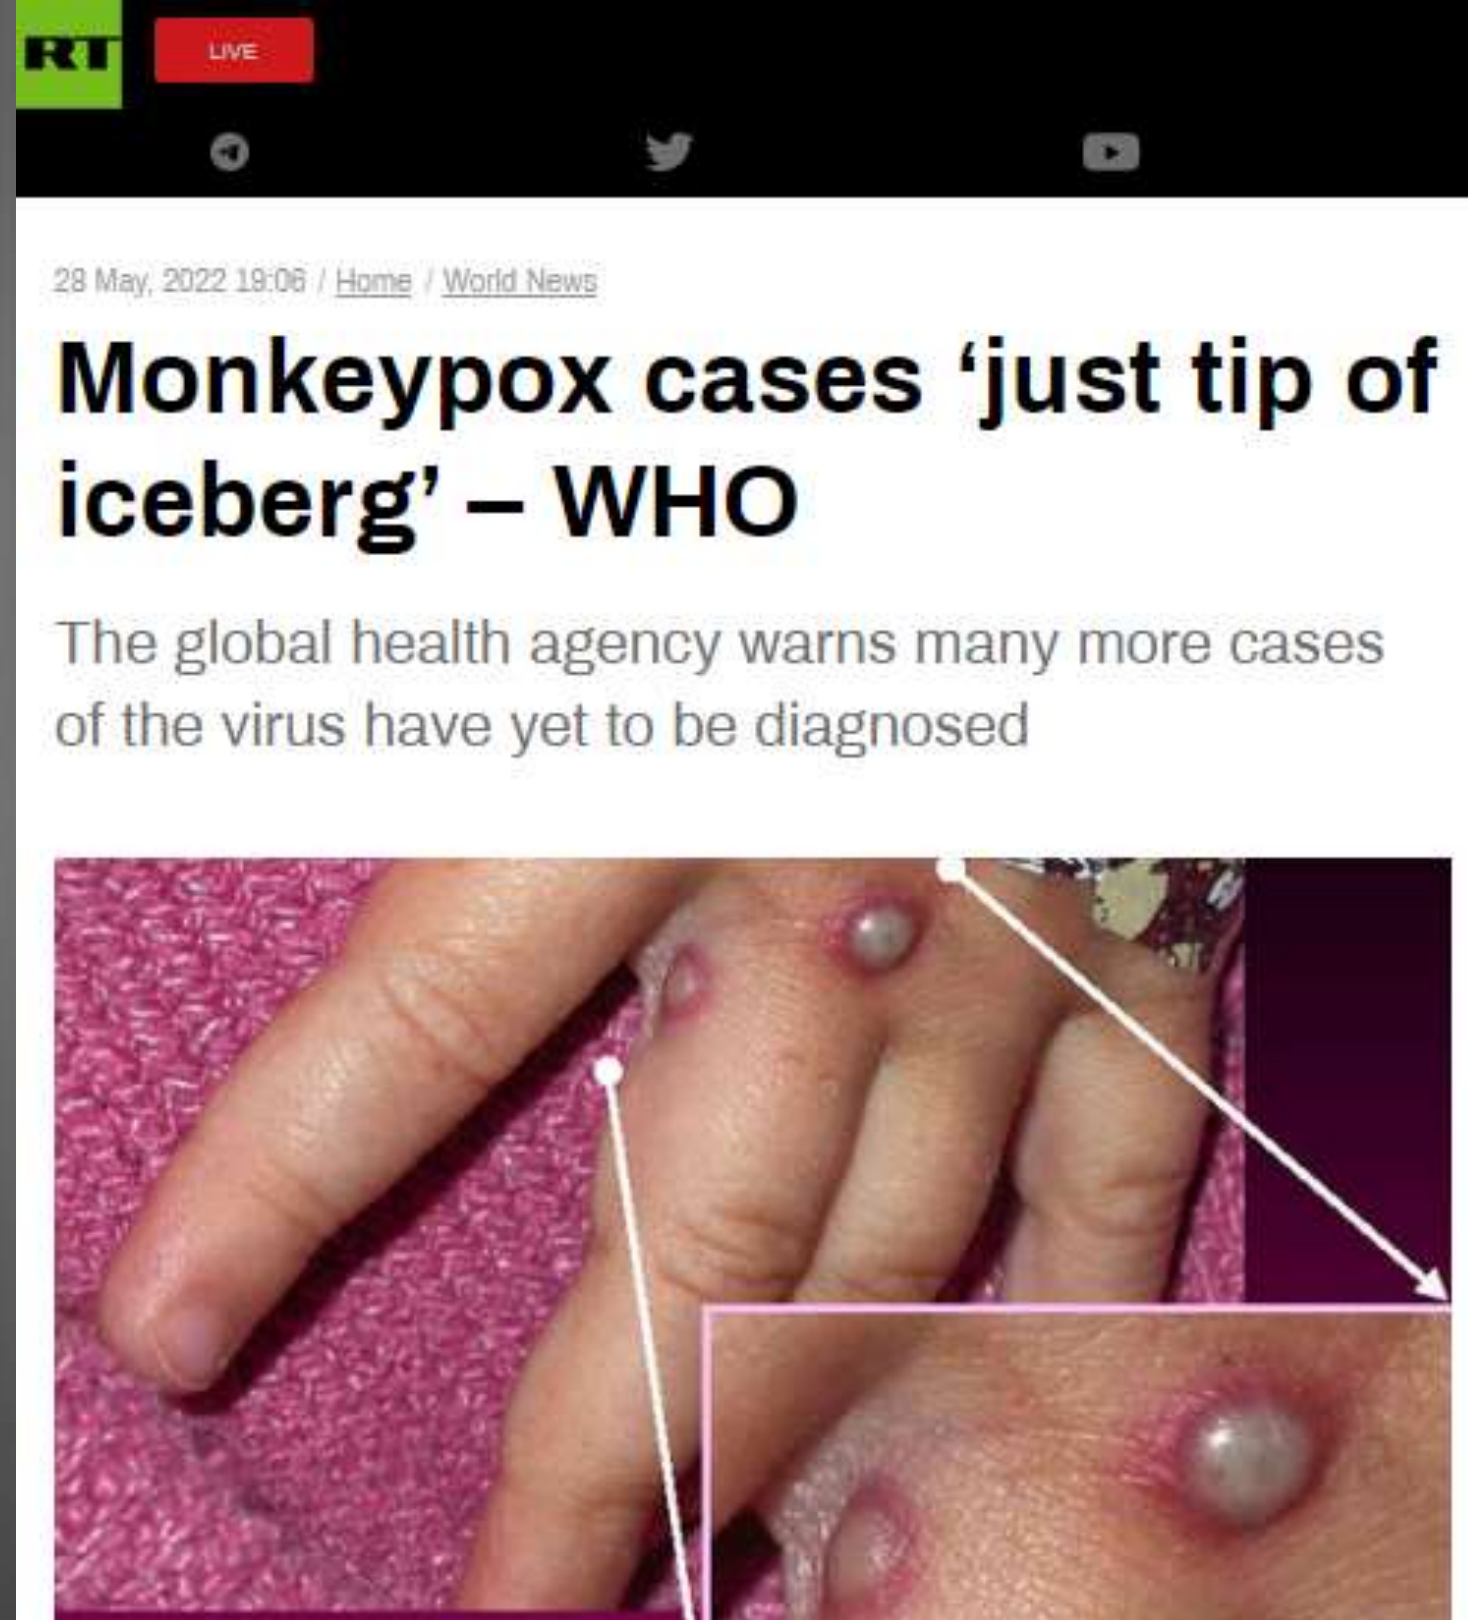 RT
LIVE
28 May, 2022 19:06 / Home / World News
Monkeypox cases ‘just tip of
iceberg’ – WHO
The global health agency warns many more cases
of the virus have yet to be diagnosed